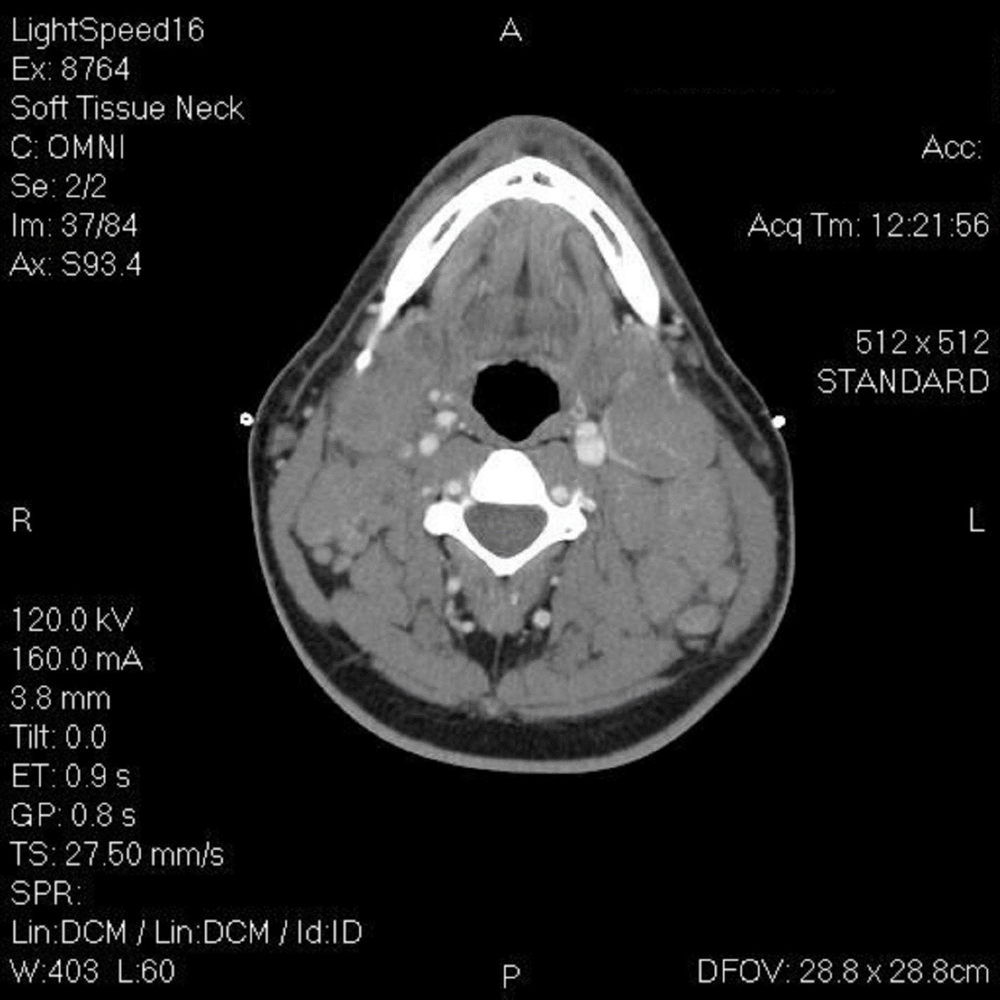 LightSpeed16
Ex: 8764
Soft Tissue Neck
C: OMNI
Se: 2/2
Im: 37/84
Ax: S93.4
A
Acc:
Acq Tm: 12:21:56
512 x 512
STANDARD
R
L
120.0 kV
160.0 mA
3.8 mm
Tilt: 0.0
ET: 0.9 s
GP: 0.8 s
TS: 27.50 mm/s
SPR:
Lin:DCM / Lin:DCM / Id:ID
W:403 L:60
P
DFOV: 28.8 x 28.8cm